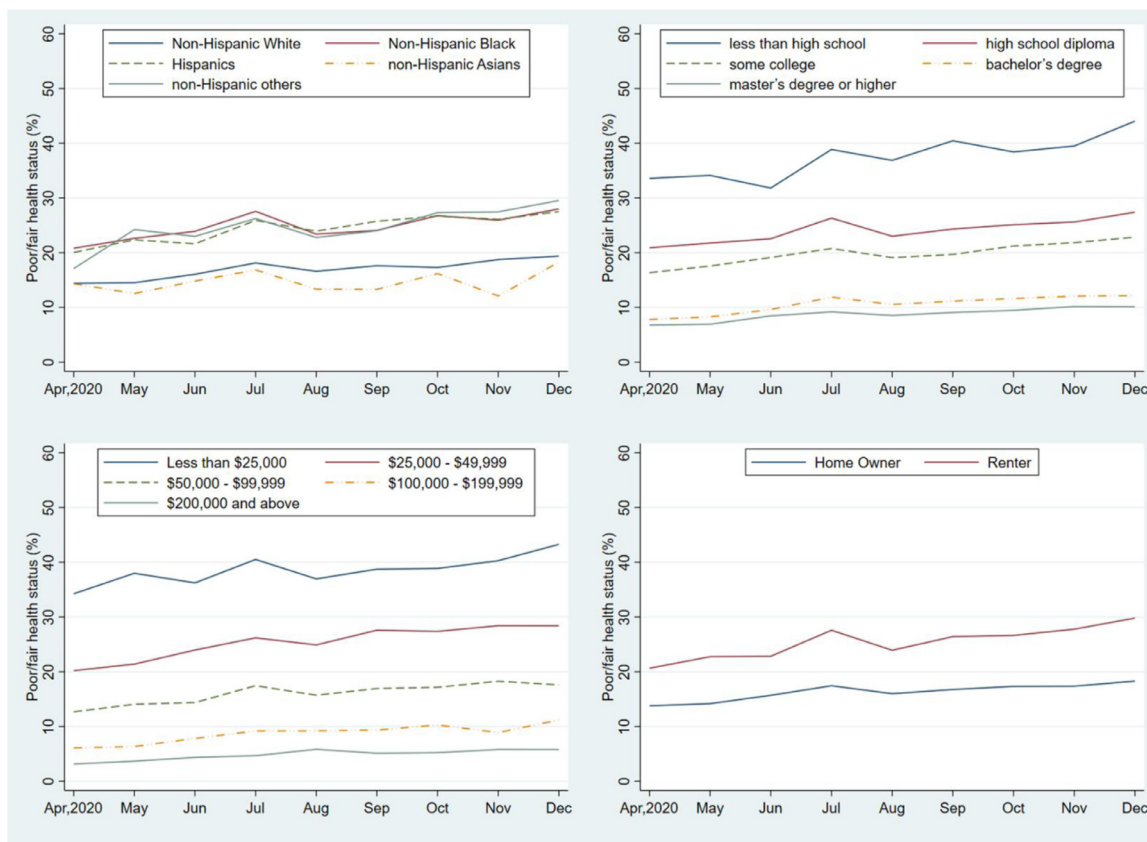 Non-Hispanic White Non-Hispanic Black
Hispanics non-Hispanic Asians
non-Hispanic others
Poor/fair health status (%)
60
50
40
30
20
10
0
Apr,2020 May Jun Jul Aug Sep Oct Nov Dec
less than high school high school diploma
some college bachelor's degree
master's degree or higher
Poor/fair health status (%)
60
50
40
30
20
10
0
Apr,2020 May Jun Jul Aug Sep Oct Nov Dec
Less than $25,000 $25,000 - $49,999
$50,000 - $99,999 $100,000 - $199,999
$200,000 and above
Poor/fair health status (%)
60
50
40
30
20
10
0
Apr,2020 May Jun Jul Aug Sep Oct Nov Dec
Home Owner Renter
Poor/fair health status (%)
60
50
40
30
20
10
0
Apr,2020 May Jun Jul Aug Sep Oct Nov Dec